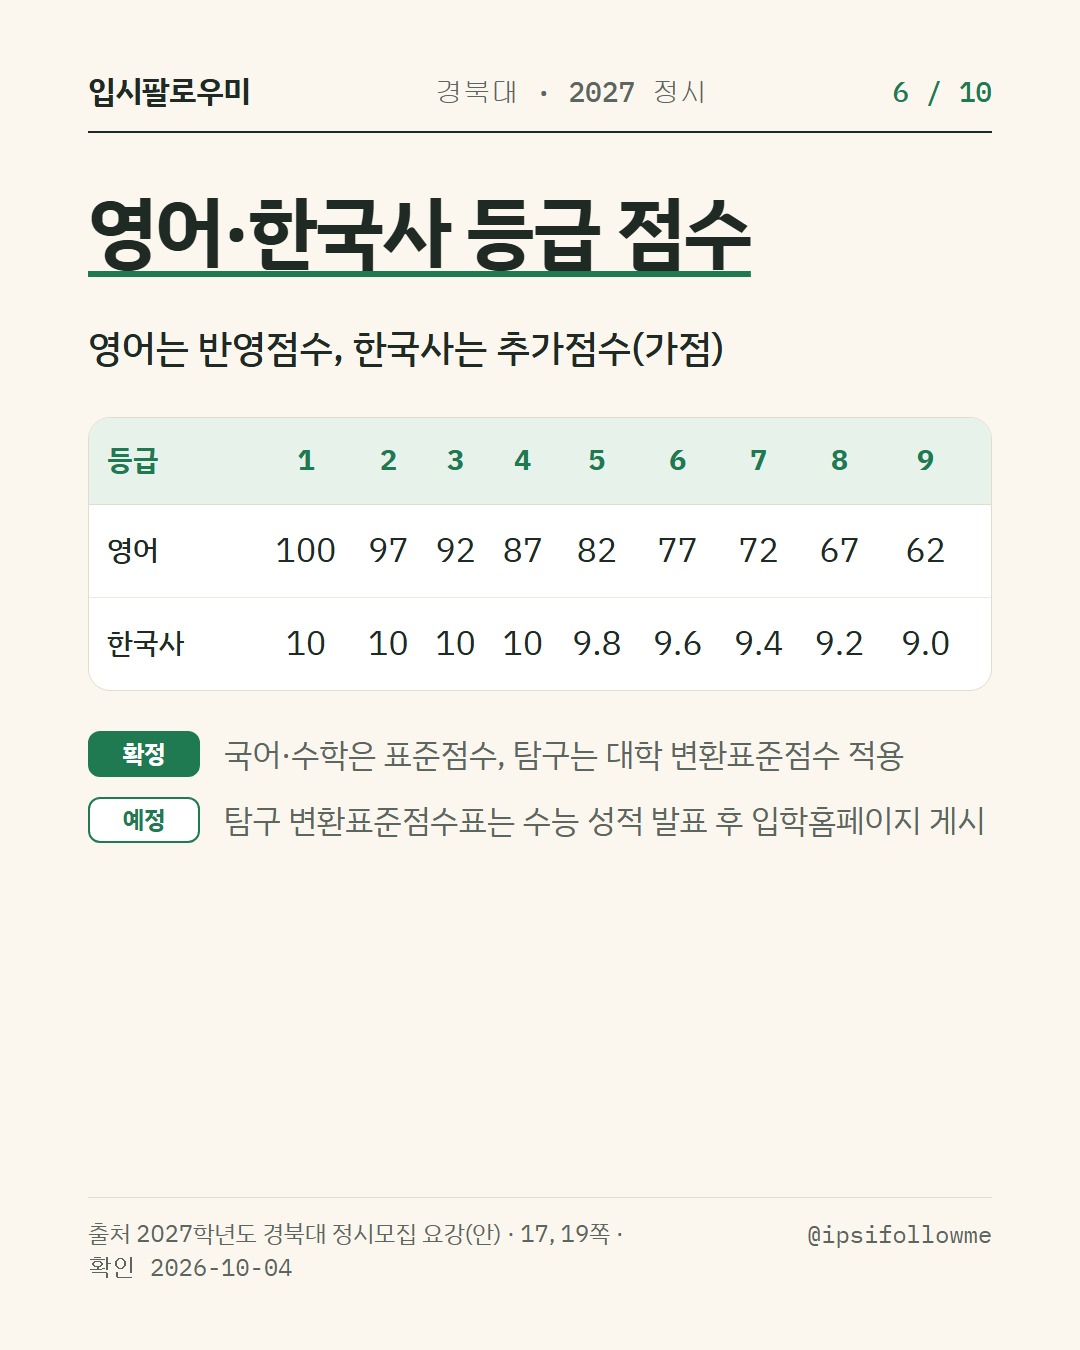 입시팔로우미 경북대 · 2027 정시 6 / 10
영어·한국사 등급 점수
영어는 반영점수, 한국사는 추가점수(가점)
등급 1 2 3 4 5 6 7 8 9
영어 100 97 92 87 82 77 72 67 62
한국사 10 10 10 10 9.8 9.6 9.4 9.2 9.0
확정 국어·수학은 표준점수, 탐구는 대학 변환표준점수 적용
예정 탐구 변환표준점수표는 수능 성적 발표 후 입학홈페이지 게시
출처 2027학년도 경북대 정시모집 요강(안) · 17, 19쪽 · @ipsifollowme
확인 2026-10-04